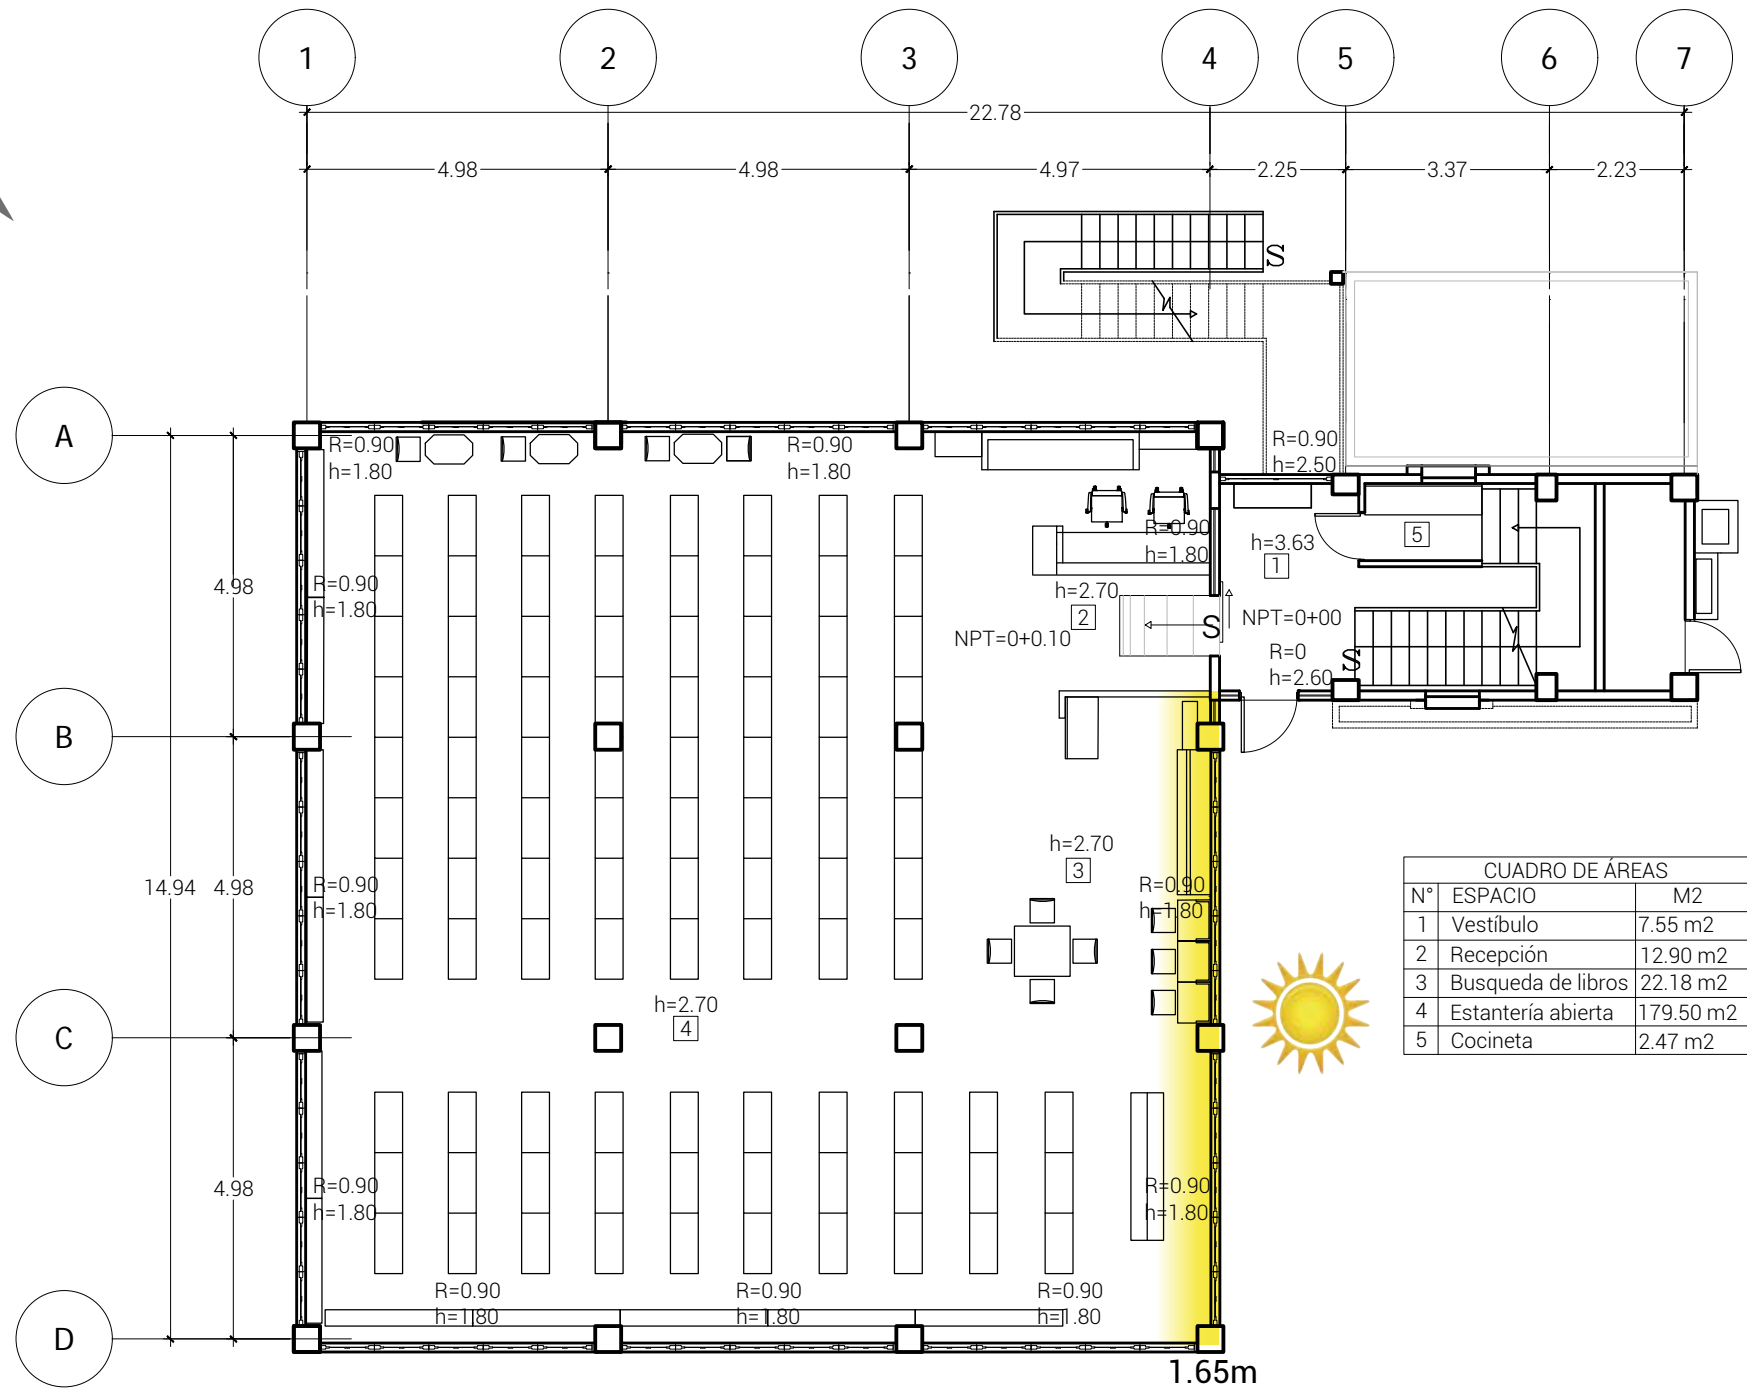 1 2 3 4 5 6 7
22.78
4.98 4.98 4.97 2.25 3.37 2.23
S
A
R=0.90
h=1.80
R=0.90
h=1.80
R=0.90
h=2.50
R=0.90
h=1.80
h=3.63
1
5
4.98
R=0.90
h=1.80
h=2.70
2
NPT=0+0.10
S
NPT=0+00
R=0
h=2.60
S
B
h=2.70
3
14.94
4.98
R=0.90
h=1.80
R=0.90
h=1.80
h=2.70
4
C
4.98
R=0.90
h=1.80
R=0.90
h=1.80
R=0.90
h=1.80
R=0.90
h=1.80
R=0.90
h=1.80
D
1.65m
CUADRO DE ÁREAS
N° ESPACIO M2
1 Vestíbulo 7.55 m2
2 Recepción 12.90 m2
3 Busqueda de libros 22.18 m2
4 Estantería abierta 179.50 m2
5 Cocineta 2.47 m2